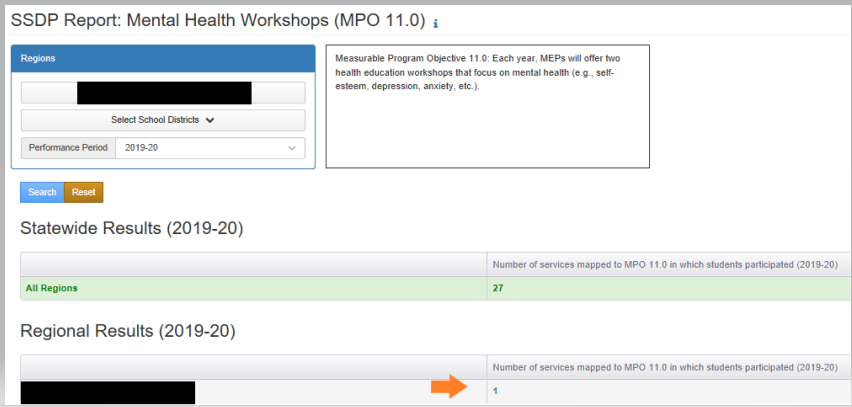 SSDP Report: Mental Health Workshops (MPO 11.0) i
Regions
Select School Districts
Performance Period 2019-20
Measurable Program Objective 11.0: Each year, MEPs will offer two
health education workshops that focus on mental health (e.g., self-
esteem, depression, anxiety, etc.).
Search Reset
Statewide Results (2019-20)
Number of services mapped to MPO 11.0 in which students participated (2019-20)
All Regions 27
Regional Results (2019-20)
Number of services mapped to MPO 11.0 in which students participated (2019-20)
1